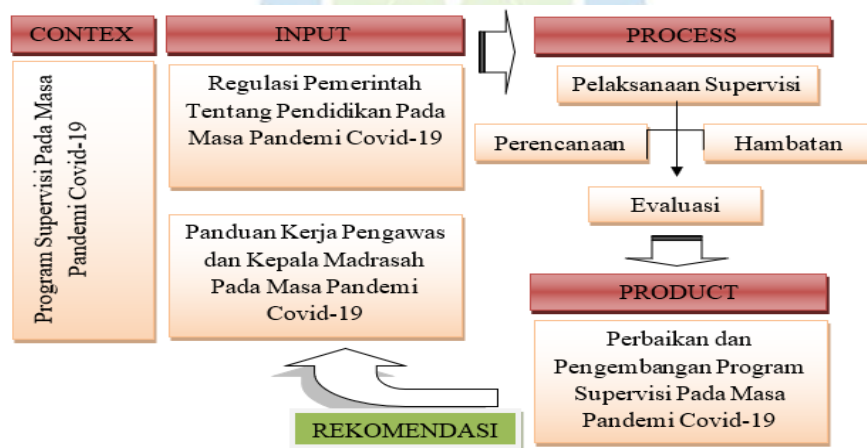 CONTEX
Program Supervisi Pada Masa
Pandemi Covid-19
INPUT
Regulasi Pemerintah
Tentang Pendidikan Pada
Masa Pandemi Covid-19
Panduan Kerja Pengawas
dan Kepala Madrasah
Pada Masa Pandemi
Covid-19
PROCESS
Pelaksanaan Supervisi
Perencanaan
Hambatan
Evaluasi
PRODUCT
Perbaikan dan
Pengembangan Program
Supervisi Pada Masa
Pandemi Covid-19
REKOMENDASI